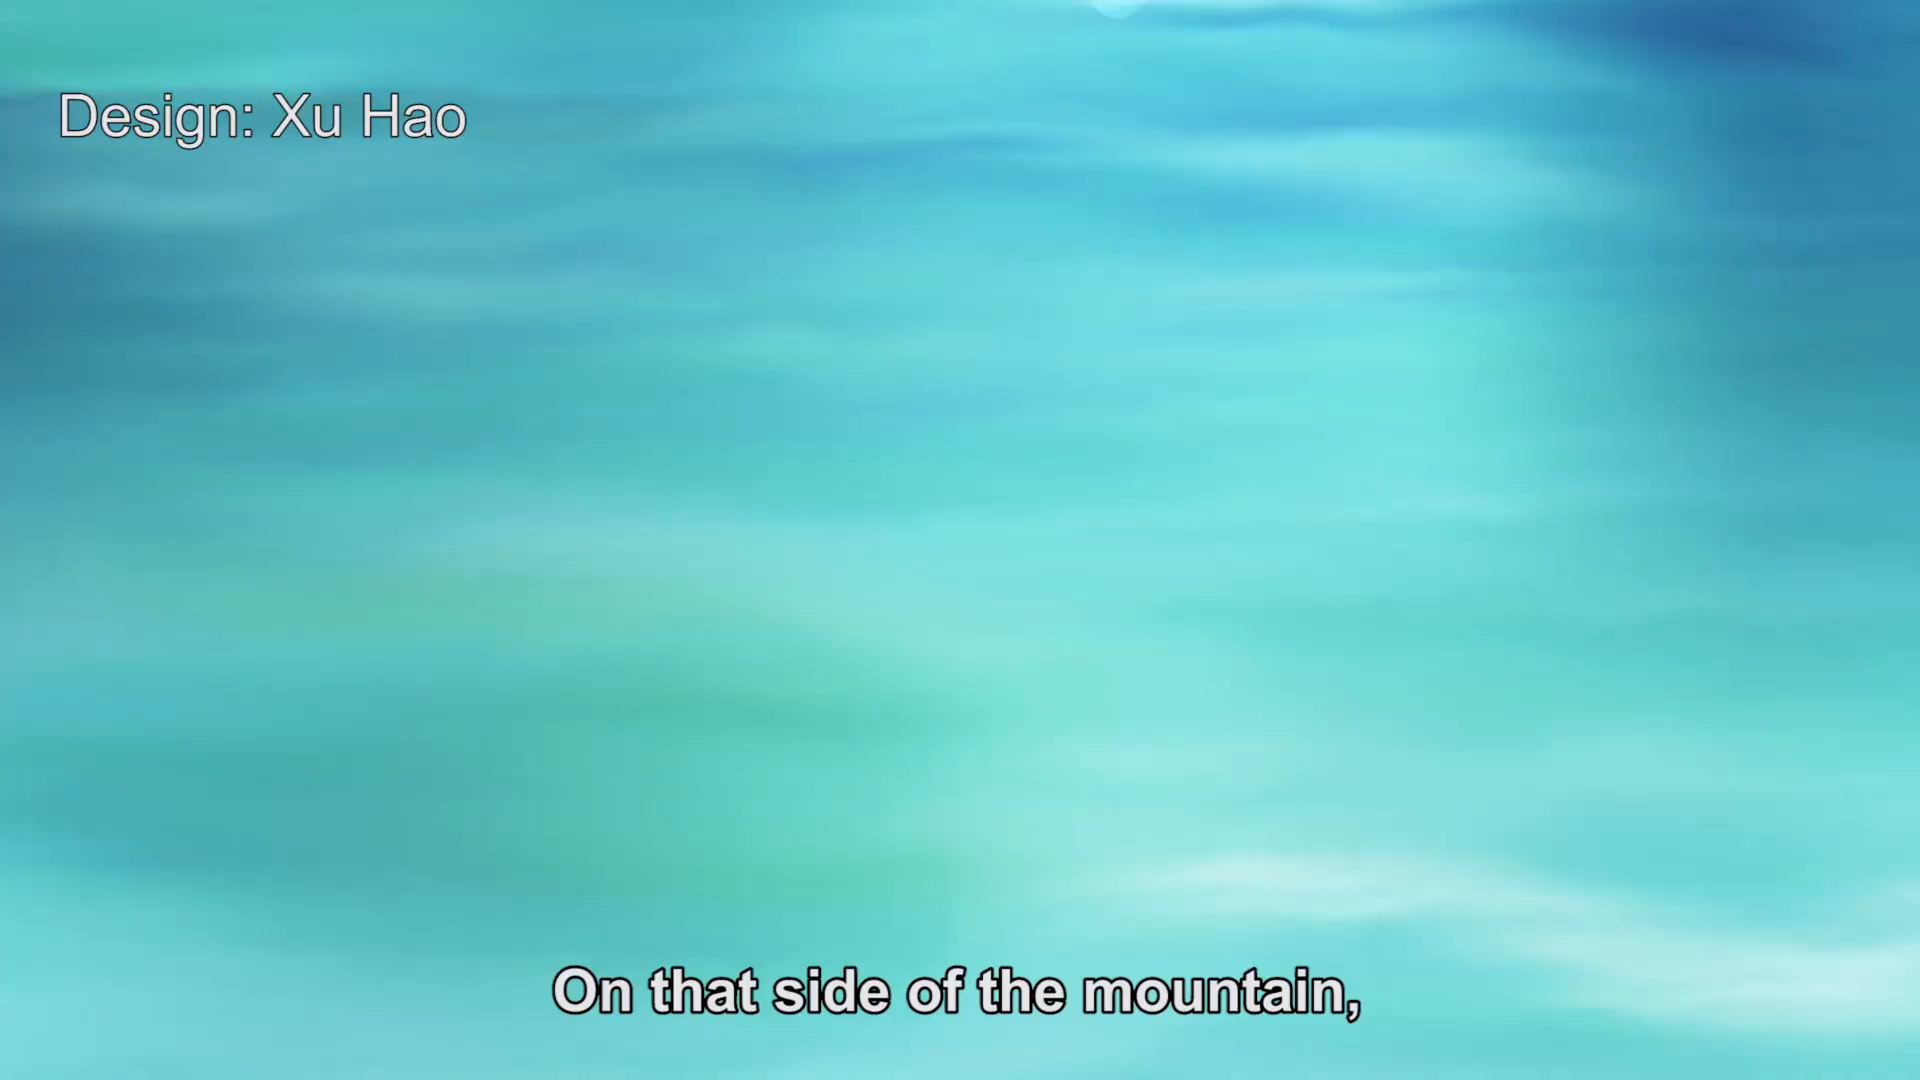 Design: Xu Hao
On that side of the mountain,